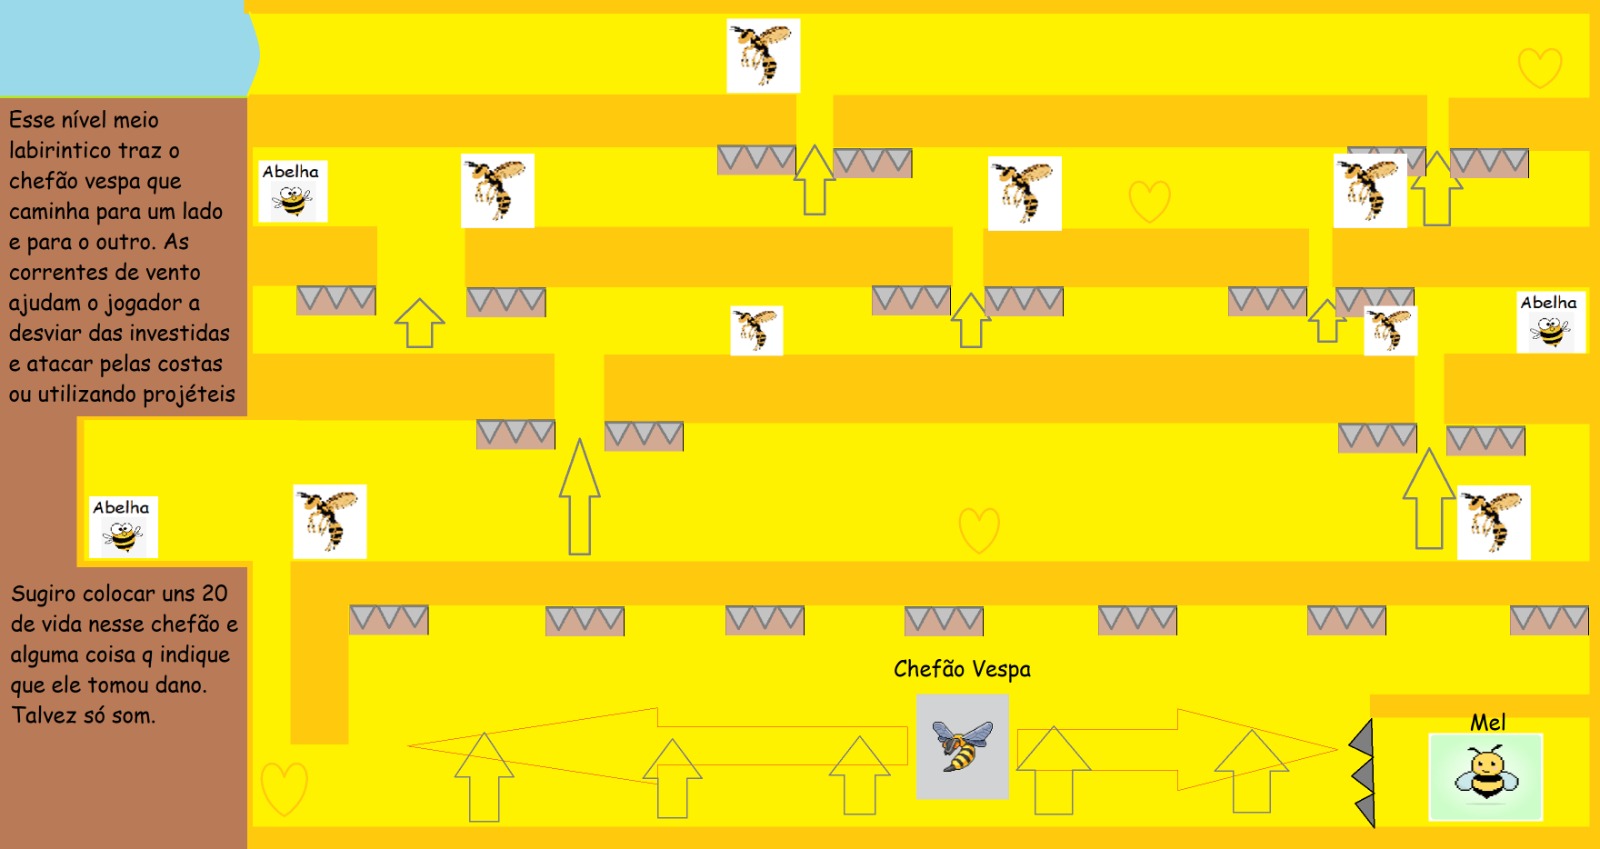 Esse nível meio
labirintico traz o
chefão vespa que
caminha para um lado
e para o outro. As
correntes de vento
ajudam o jogador a
desviar das investidas
e atacar pelas costas
ou utilizando projéteis
Abelha
Abelha
Abelha
Sugiro colocar uns 20
de vida nesse chefão e
alguma coisa q indique
que ele tomou dano.
Talvez só som.
Chefão Vespa
Mel